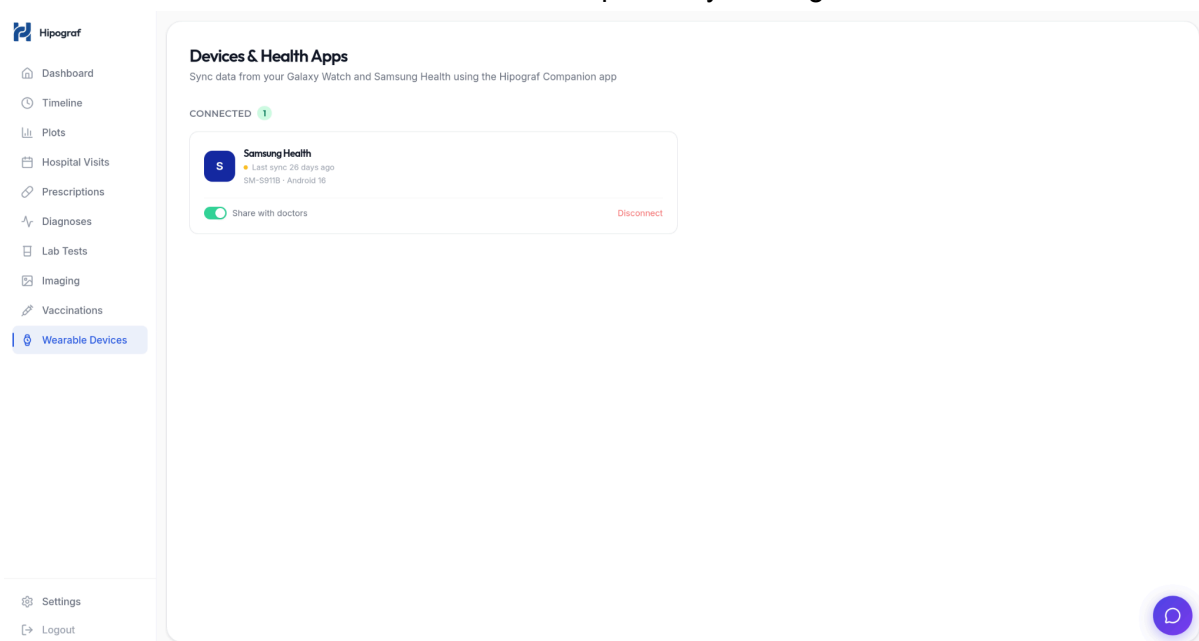 Hipograf
Dashboard
Timeline
Plots
Hospital Visits
Prescriptions
Diagnoses
Lab Tests
Imaging
Vaccinations
Wearable Devices
Settings
Logout
Devices & Health Apps
Sync data from your Galaxy Watch and Samsung Health using the Hipograf Companion app
CONNECTED 1
S
Samsung Health
Last sync 26 days ago
SM-S911B · Android 16
Share with doctors
Disconnect